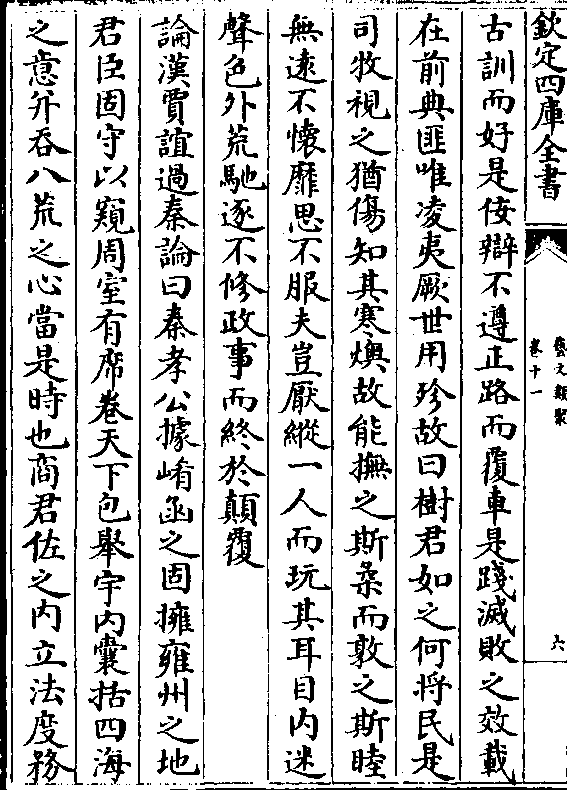 欽定四庫全書
藝文類聚
卷十一
六
古訓而好是佞辯不遵正路而覆車是踐滅敗之效載
在前典匪唯凌夷厥世用殄故曰樹君如之何將民是
司牧視之猶傷知其寒燠故能撫之斯柔而敦之斯睦
無遠不懷靡思不服夫豈厭縱一人而玩其耳目内迷
聲色外荒馳逐不修政事而終於顛覆
論漢賈誼過秦論曰秦孝公據崤函之固擁雍州之地
君臣固守以窺周室有席卷天下包舉宇内囊括四海
之意并吞八荒之心當是時也商君佐之内立法度務